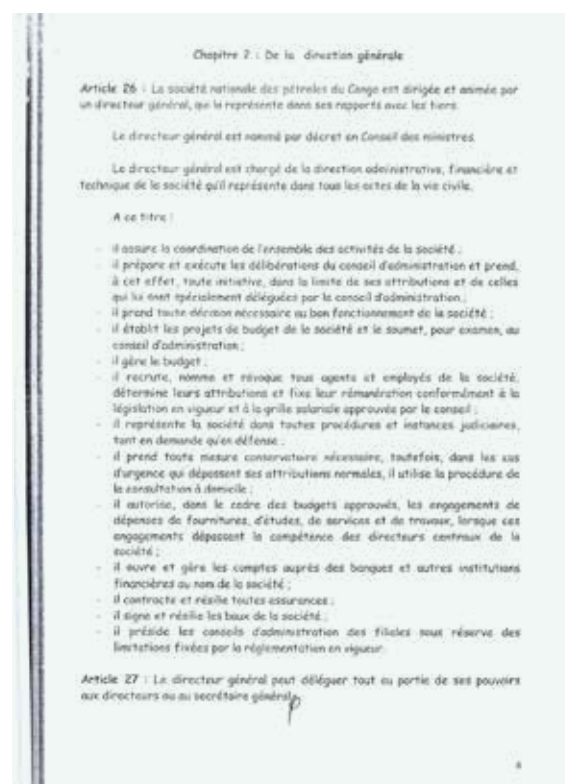 Chapitre 2 : De la direction générale
Article 26 : La société nationale des pétroles du Congo est dirigée et animée par
un directeur général, qui la représente dans ses rapports avec les tiers.
Le directeur général est nommé par décret en Conseil des ministres.
Le directeur général est chargé de la direction administrative, financière et
technique de la société qu'il représente dans tous les actes de la vie civile.
A ce titre :
- il assure la coordination de l'ensemble des activités de la société ;
- il prépare et exécute les délibérations du conseil d'administration et prend,
à cet effet, toute initiative, dans la limite de ses attributions et de celles
qui lui sont spécialement déléguées par le conseil d'administration ;
- il prend toute décision nécessaire au bon fonctionnement de la société ;
- il établit les projets de budget de la société et le soumet, pour examen, au
conseil d'administration ;
- il gère le budget ;
- il recrute, nomme et révoque tous agents et employés de la société,
détermine leurs attributions et fixe leur rémunération conformément à la
législation en vigueur et à la grille salariale approuvée par le conseil ;
- il représente la société dans toutes procédures et instances judiciaires,
tant en demande qu'en défense ;
- il prend toute mesure conservatoire nécessaire, toutefois, dans les cas
d'urgence qui dépassent ses attributions normales, il utilise la procédure de
la consultation à domicile ;
- il autorise, dans le cadre des budgets approuvés, les engagements de
dépenses de fournitures, d'études, de services et de travaux, lorsque ces
engagements dépassent la compétence des directeurs centraux de la
société ;
- il ouvre et gère les comptes auprès des banques et autres institutions
financières au nom de la société ;
- il contracte et résilie toutes assurances ;
- il signe et résilie les baux de la société ;
- il préside les conseils d'administration des filiales sous réserve des
limitations fixées par la réglementation en vigueur.
Article 27 : Le directeur général peut déléguer tout ou partie de ses pouvoirs
aux directeurs ou au secrétaire général.